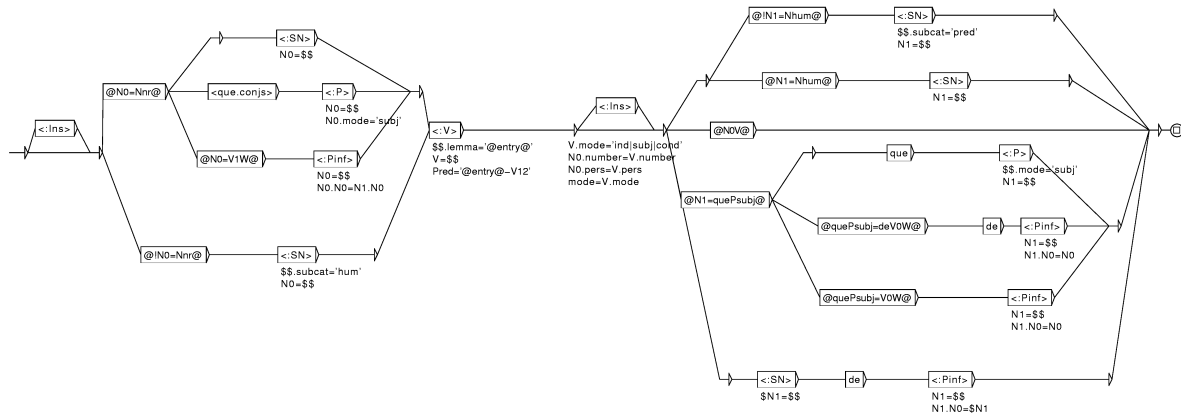 <:Ins>
@N0=Nnr@
<:SN>
N0=$$
<que.conjs>
<:P>
N0=$$
N0.mode='subj'
@N0=V1W@
<:Pinf>
N0=$$
N0.N0=N1.N0
@!N0=Nnr@
<:SN>
$$.subcat='hum'
N0=$$
<:V>
$$.lemma='@entry@'
V=$$
Pred='@entry@-V12'
<:Ins>
V.mode='ind|subj|cond'
N0.number=V.number
N0.pers=V.pers
mode=V.mode
@!N1=Nhum@
<:SN>
$$.subcat='pred'
N1=$$
@N1=Nhum@
<:SN>
N1=$$
@N0V@
@N1=quePsubj@
que
<:P>
$$.mode='subj'
N1=$$
@quePsubj=deV0W@
de
<:Pinf>
N1=$$
N1.N0=N0
@quePsubj=V0W@
<:Pinf>
N1=$$
N1.N0=N0
<:SN>
$N1=$$
de
<:Pinf>
N1=$$
N1.N0=$N1